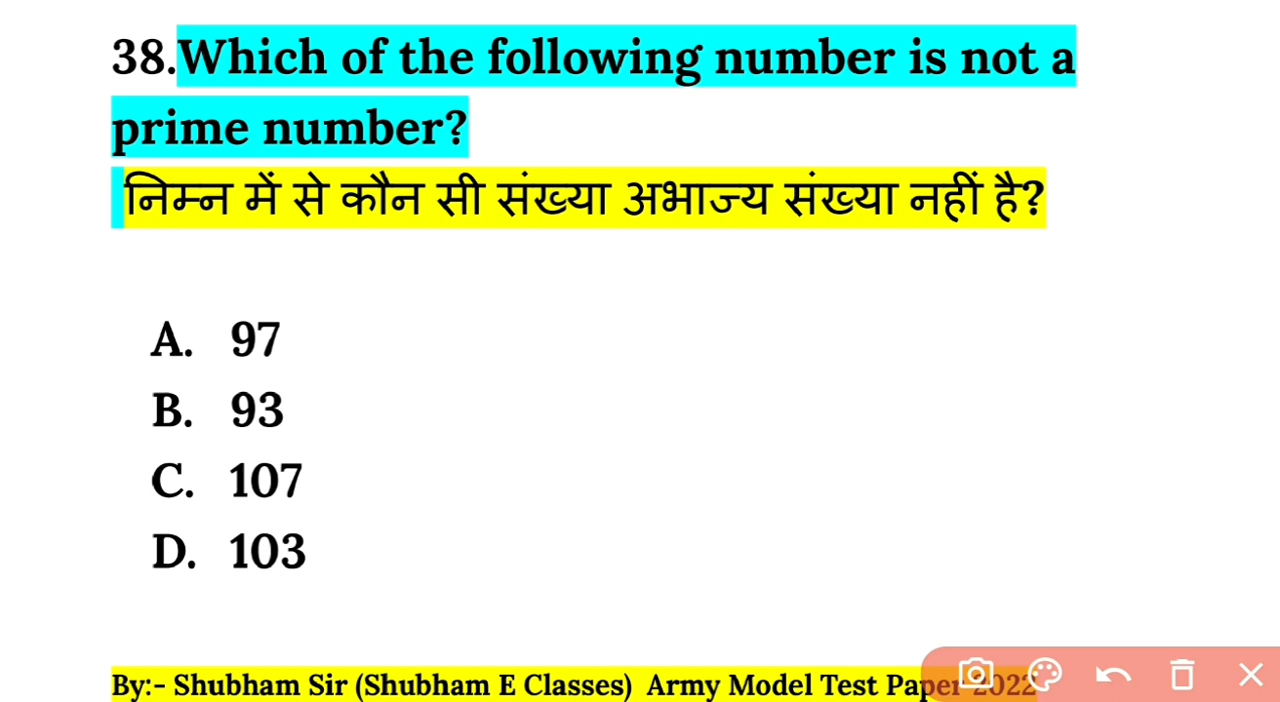 38.Which of the following number is not a
prime number?
निम्न में से कौन सी संख्या अभाज्य संख्या नहीं है?
A. 97
B. 93
C. 107
D. 103
By:- Shubham Sir (Shubham E Classes) Army Model Test Paper 2022